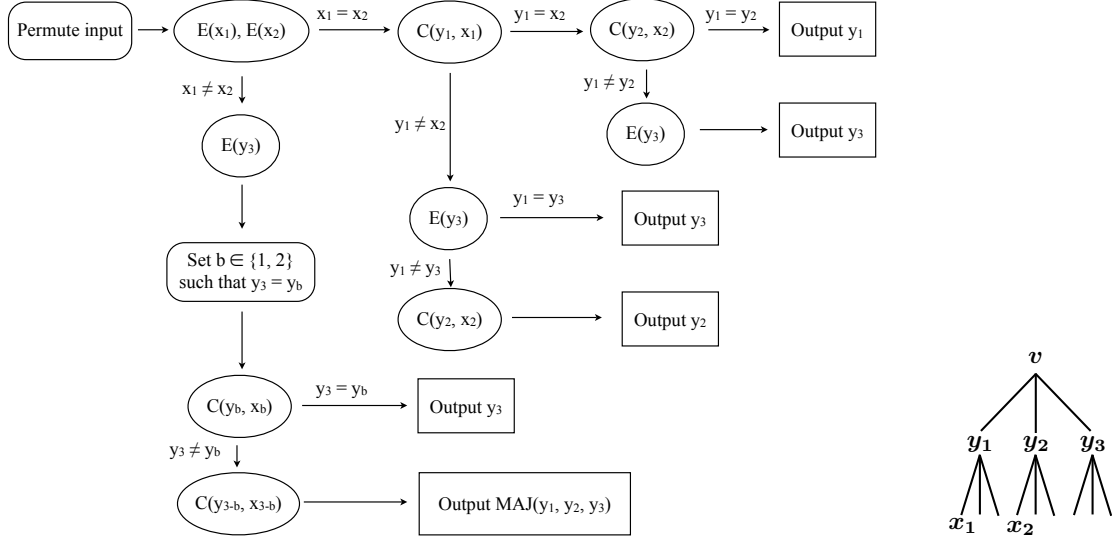 Permute input
E(x₁), E(x₂)
x₁ = x₂
C(y₁, x₁)
y₁ = x₂
C(y₂, x₂)
y₁ = y₂
Output y₁
x₁ ≠ x₂
y₁ ≠ x₂
y₁ ≠ y₂
E(y₃)
E(y₃)
Output y₃
E(y₃)
y₁ = y₃
Output y₃
Set b ∈ {1, 2}
such that y₃ = y_b
y₁ ≠ y₃
C(y₂, x₂)
Output y₂
C(y_b, x_b)
y₃ = y_b
Output y₃
y₃ ≠ y_b
C(y₃₋b, x₃₋b)
Output MAJ(y₁, y₂, y₃)
v
y₁ y₂ y₃
x₁ x₂